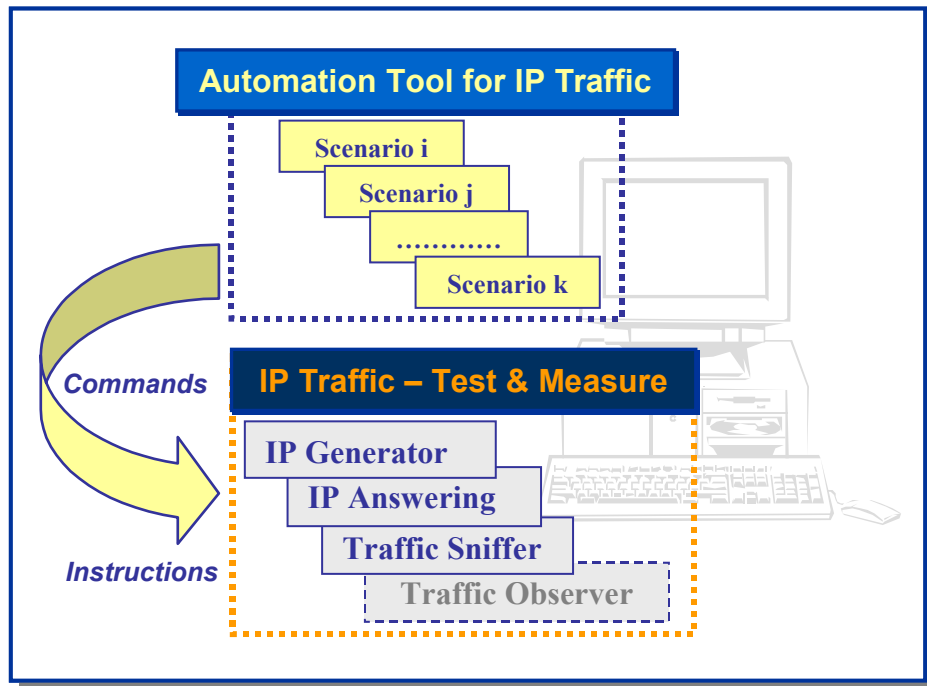 Automation Tool for IP Traffic
Scenario i
Scenario j
............
Scenario k
Commands
IP Traffic – Test & Measure
IP Generator
IP Answering
Traffic Sniffer
Instructions
Traffic Observer